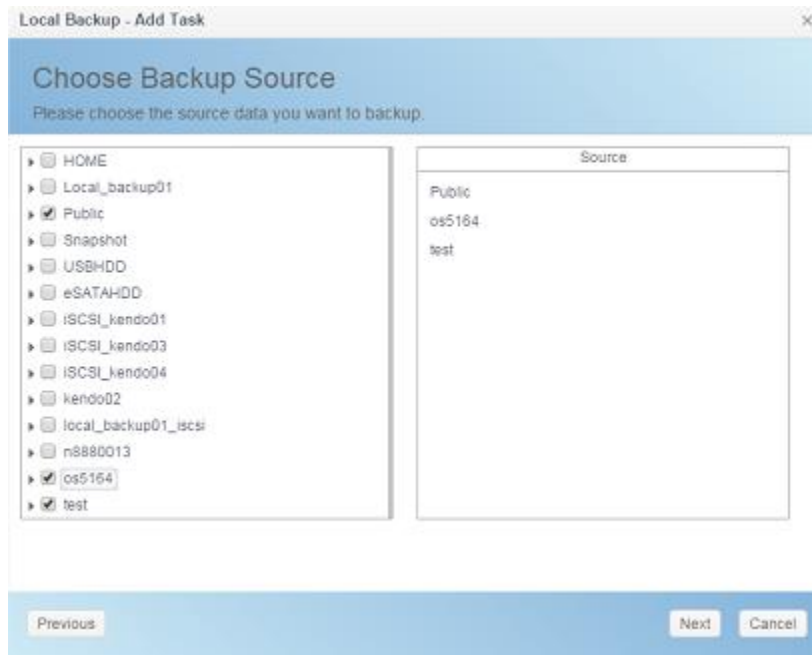 Local Backup - Add Task
Choose Backup Source
Please choose the source data you want to backup.
HOME
Local_backup01
Public
Snapshot
USBHDD
eSATAHDD
iSCSI_kendo01
iSCSI_kendo03
iSCSI_kendo04
kendo02
local_backup01_iscsi
n8880013
os5164
test
Source
Public
os5164
test
Previous
Next
Cancel